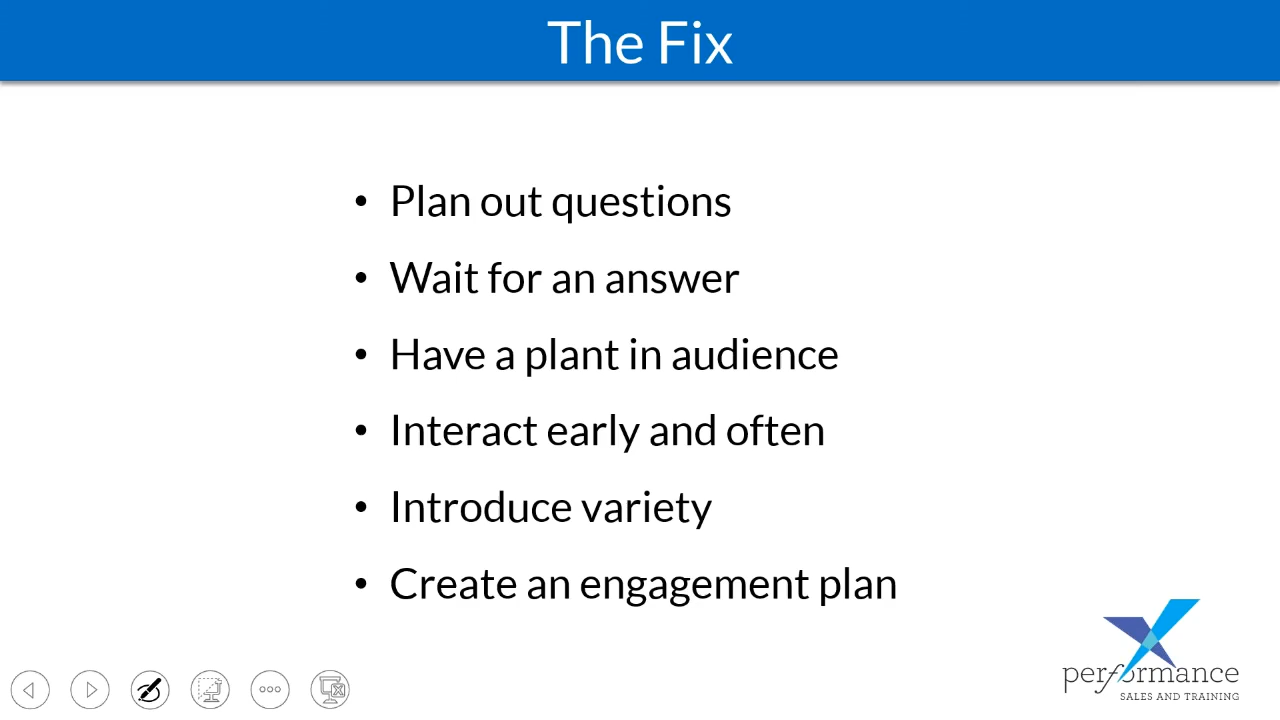 The Fix
• Plan out questions
• Wait for an answer
• Have a plant in audience
• Interact early and often
• Introduce variety
• Create an engagement plan
performance
SALES AND TRAINING